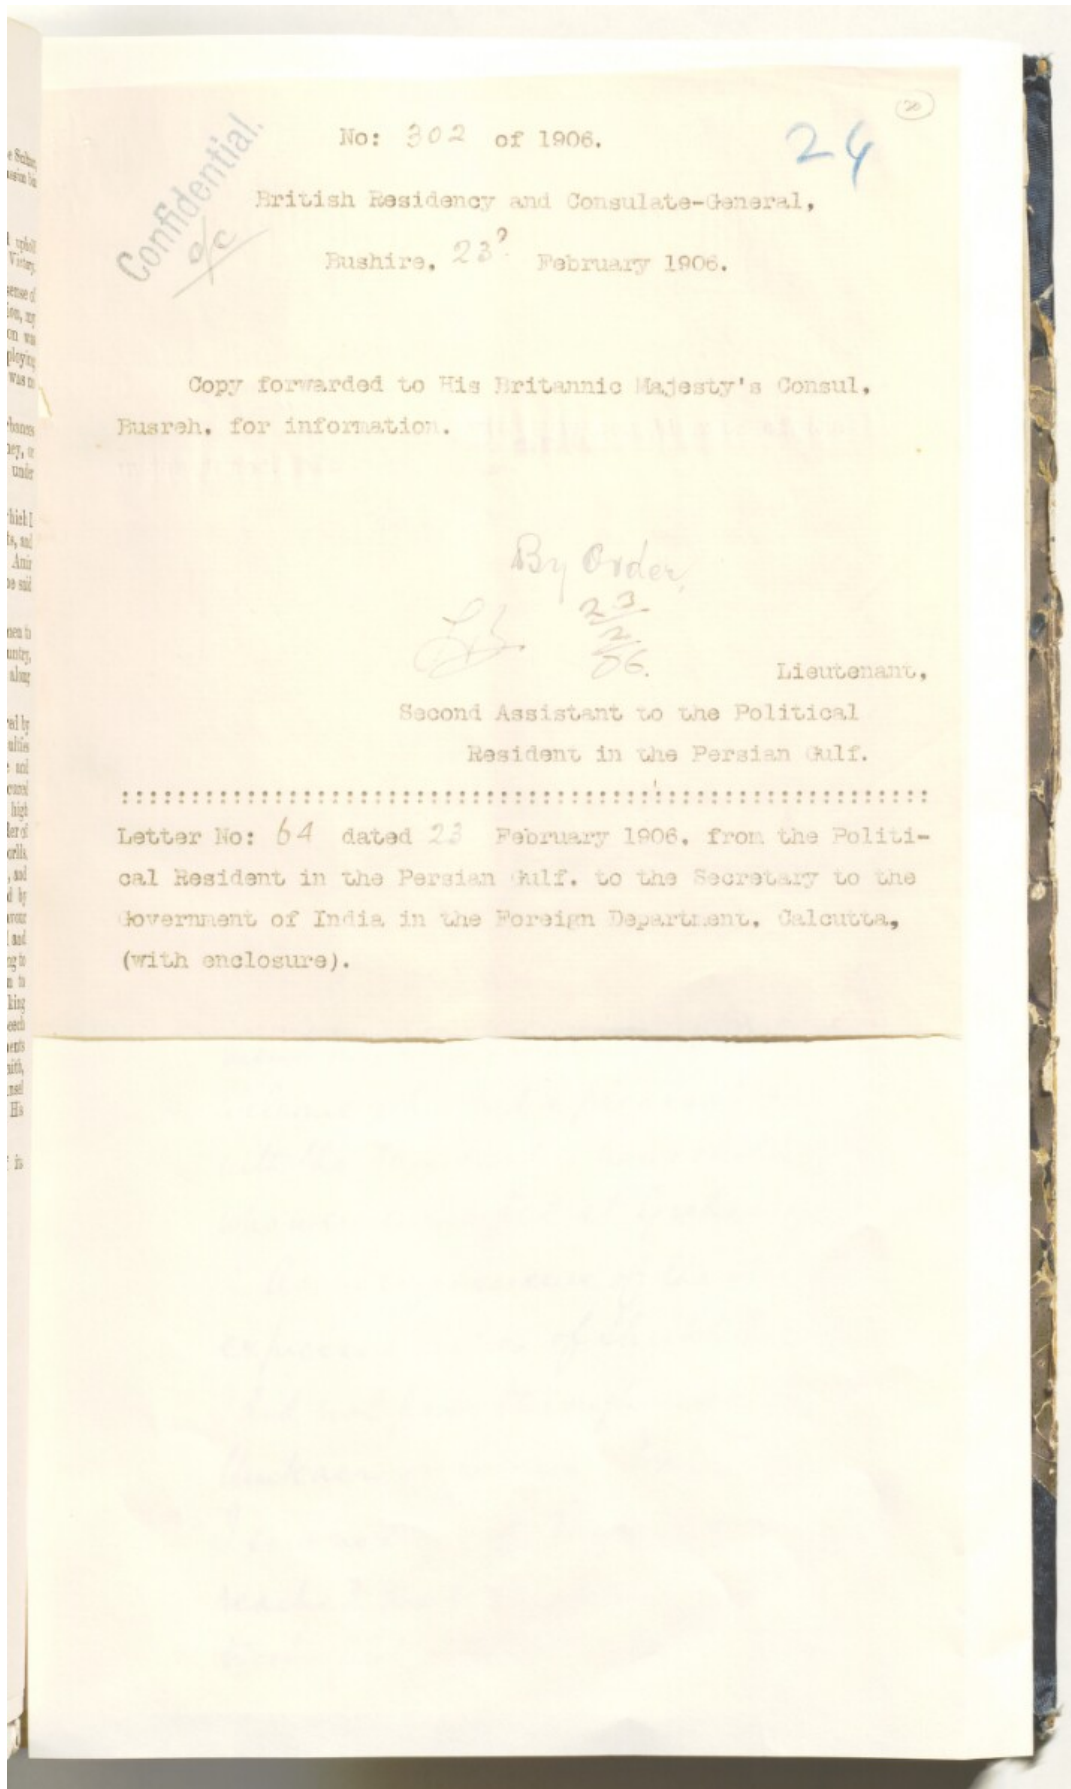 20
24
Confidential.
o/c
No: 302 of 1906.
British Residency and Consulate-General,
Bushire, 23 February 1906.
Copy forwarded to His Britannic Majesty's Consul,
Busreh, for information.
By Order,
23
2
06.
Lieutenant,
Second Assistant to the Political
Resident in the Persian Gulf.
::::::::::::::::::::::::::::::::::::::::::::::::::::::::::
Letter No: 64 dated 23 February 1906, from the Politi-
cal Resident in the Persian Gulf, to the Secretary to the
Government of India in the Foreign Department, Calcutta,
(with enclosure).